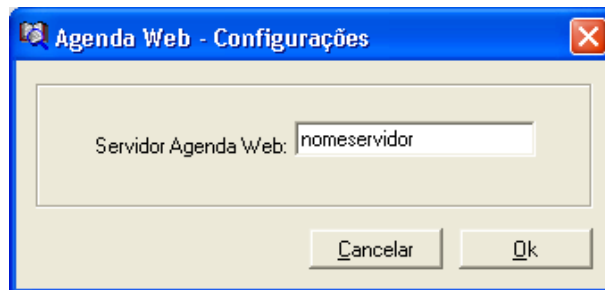 Agenda Web - Configurações
Servidor Agenda Web: nomeservidor
Cancelar Ok